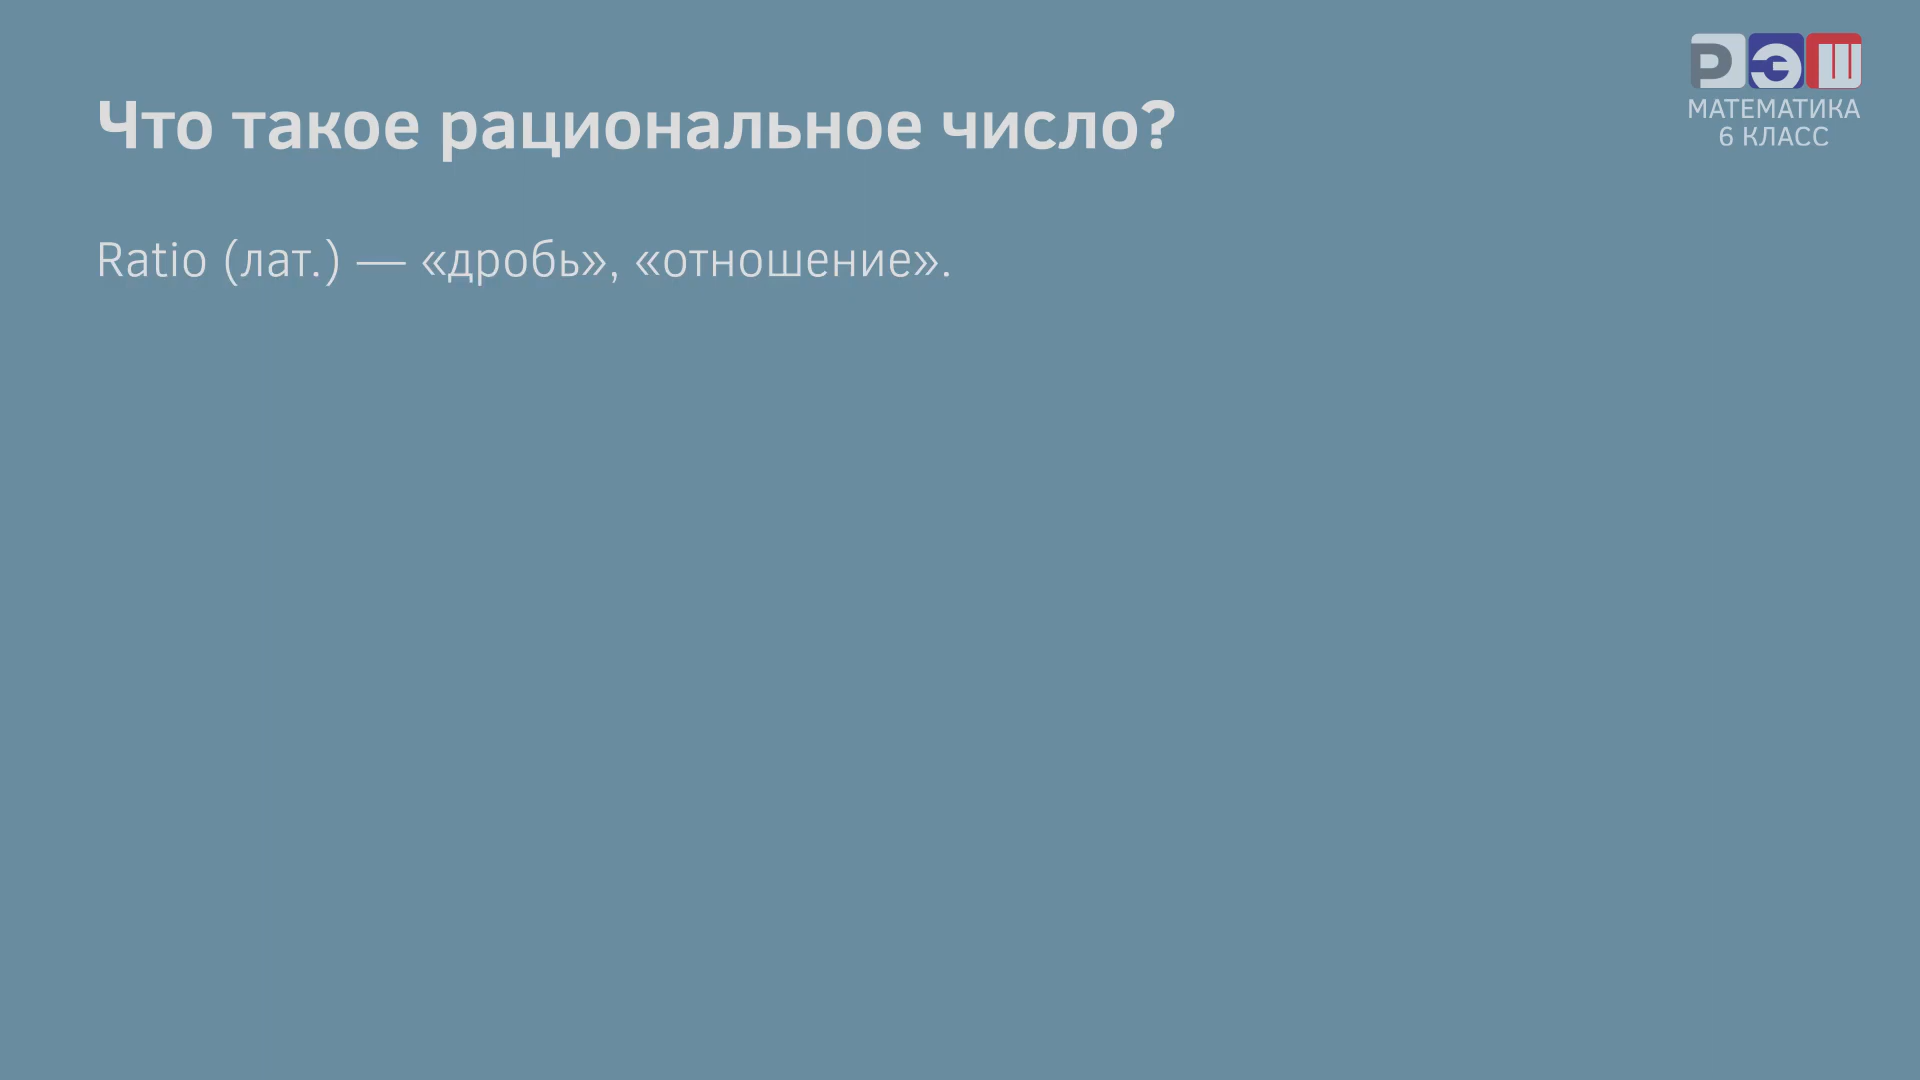 РЭШ
МАТЕМАТИКА
6 КЛАСС
Что такое рациональное число?
Ratio (лат.) — «дробь», «отношение».